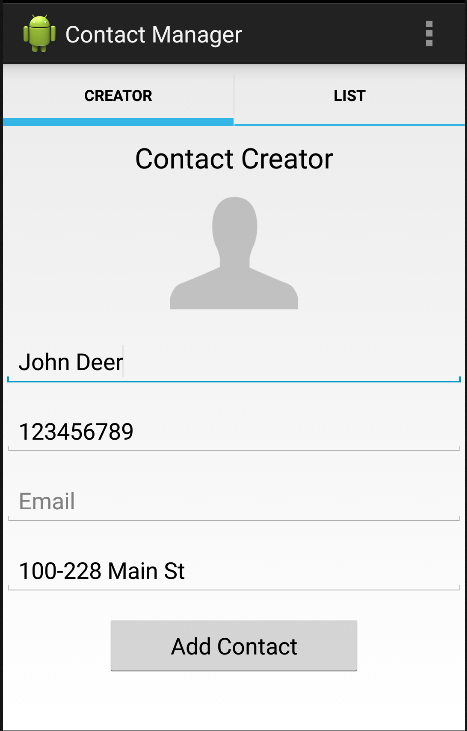 Contact Manager
CREATOR
LIST
Contact Creator
John Deer
123456789
Email
100-228 Main St
Add Contact